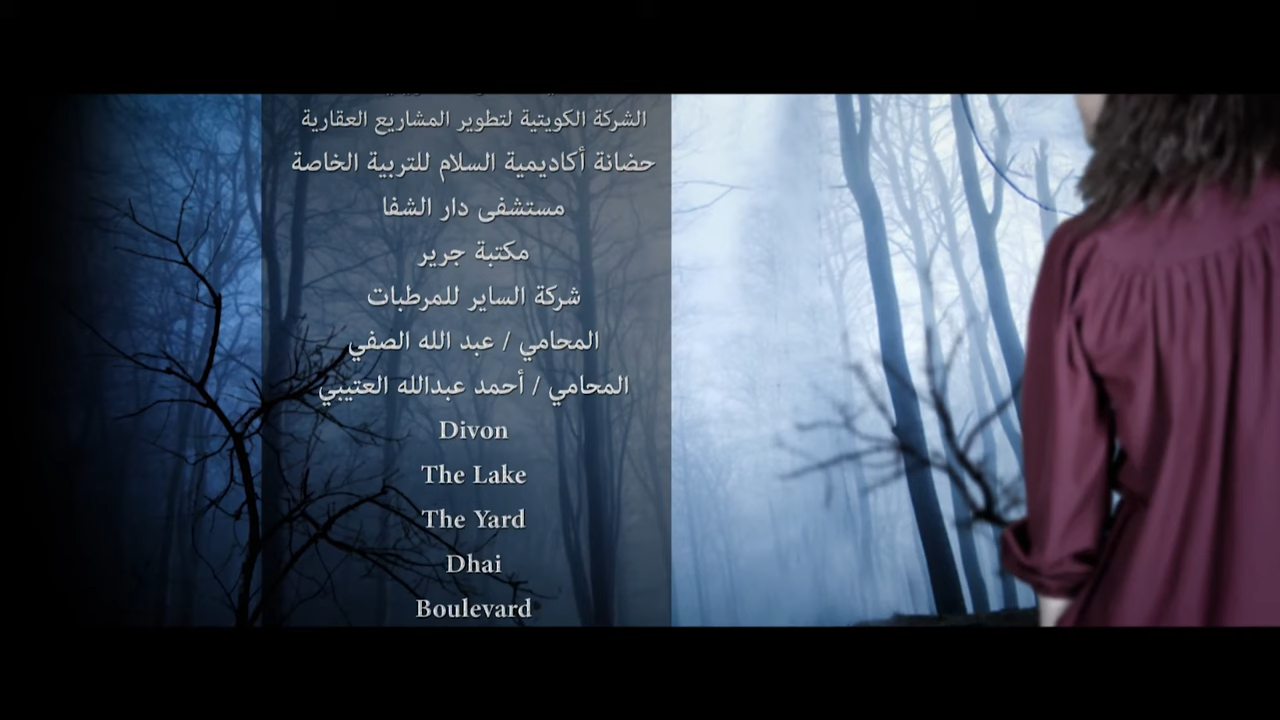 الشركة الكويتية لتطوير المشاريع العقارية
حضانة أكاديمية السلام للتربية الخاصة
مستشفى دار الشفا
مكتبة جرير
شركة الساير للمرطبات
المحامي / عبد الله الصفي
المحامي / أحمد عبدالله العتيبي
Divon
The Lake
The Yard
Dhai
Boulevard